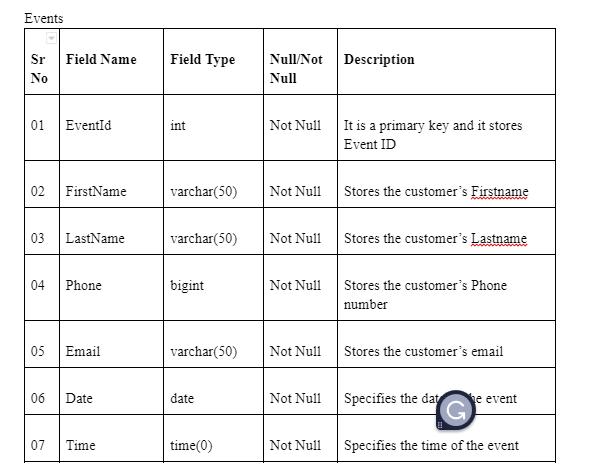 Events
Sr No Field Name Field Type Null/Not Null Description
01 EventId int Not Null It is a primary key and it stores
Event ID
02 FirstName varchar(50) Not Null Stores the customer's Firstname
03 LastName varchar(50) Not Null Stores the customer's Lastname
04 Phone bigint Not Null Stores the customer's Phone
number
05 Email varchar(50) Not Null Stores the customer's email
06 Date date Not Null Specifies the event
07 Time time(0) Not Null Specifies the time of the event